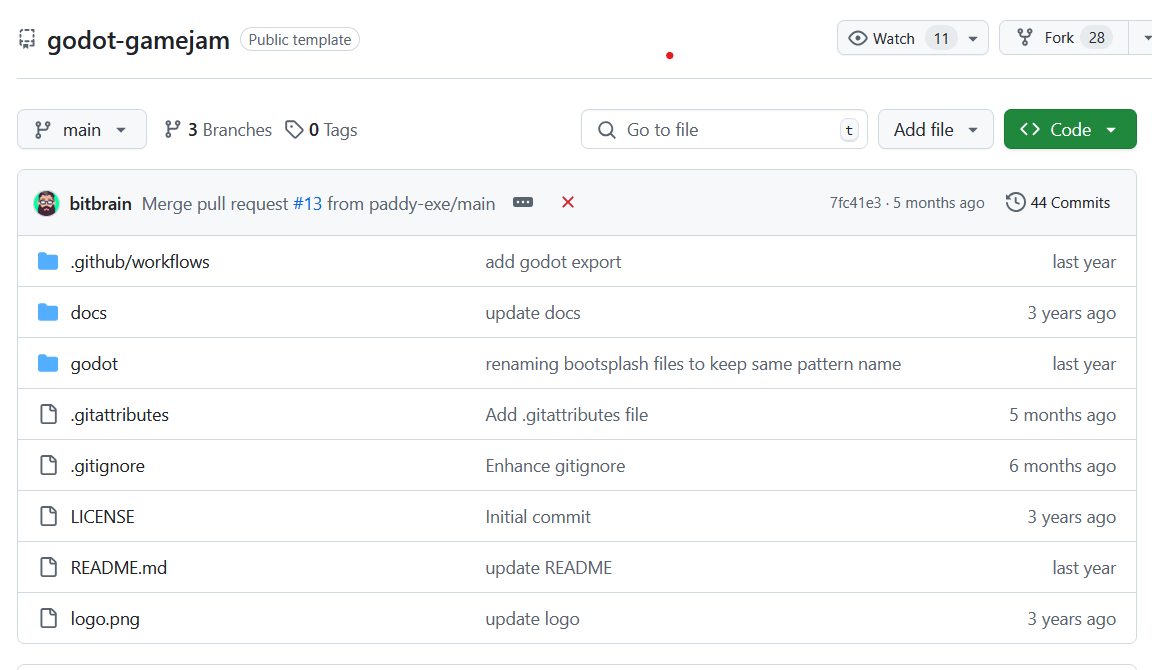 godot-gamejam Public template Watch 11 Fork 28
main 3 Branches 0 Tags Go to file t Add file Code
bitbrain Merge pull request #13 from paddy-exe/main 7fc41e3 · 5 months ago 44 Commits
.github/workflows add godot export last year
docs update docs 3 years ago
godot renaming bootsplash files to keep same pattern name last year
.gitattributes Add .gitattributes file 5 months ago
.gitignore Enhance gitignore 6 months ago
LICENSE Initial commit 3 years ago
README.md update README last year
logo.png update logo 3 years ago